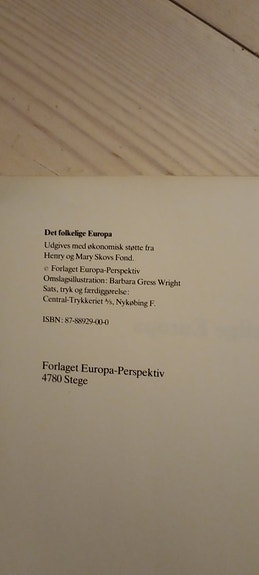 Det folkelige Europa
Udgives med økonomisk støtte fra
Henry og Mary Skovs Fond.
© Forlaget Europa-Perspektiv
Omslagsillustration: Barbara Gress Wright
Sats, tryk og færdiggørelse:
Central-Trykkeriet A/S, Nykøbing F.
ISBN: 87-88929-00-0
Forlaget Europa-Perspektiv
4780 Stege